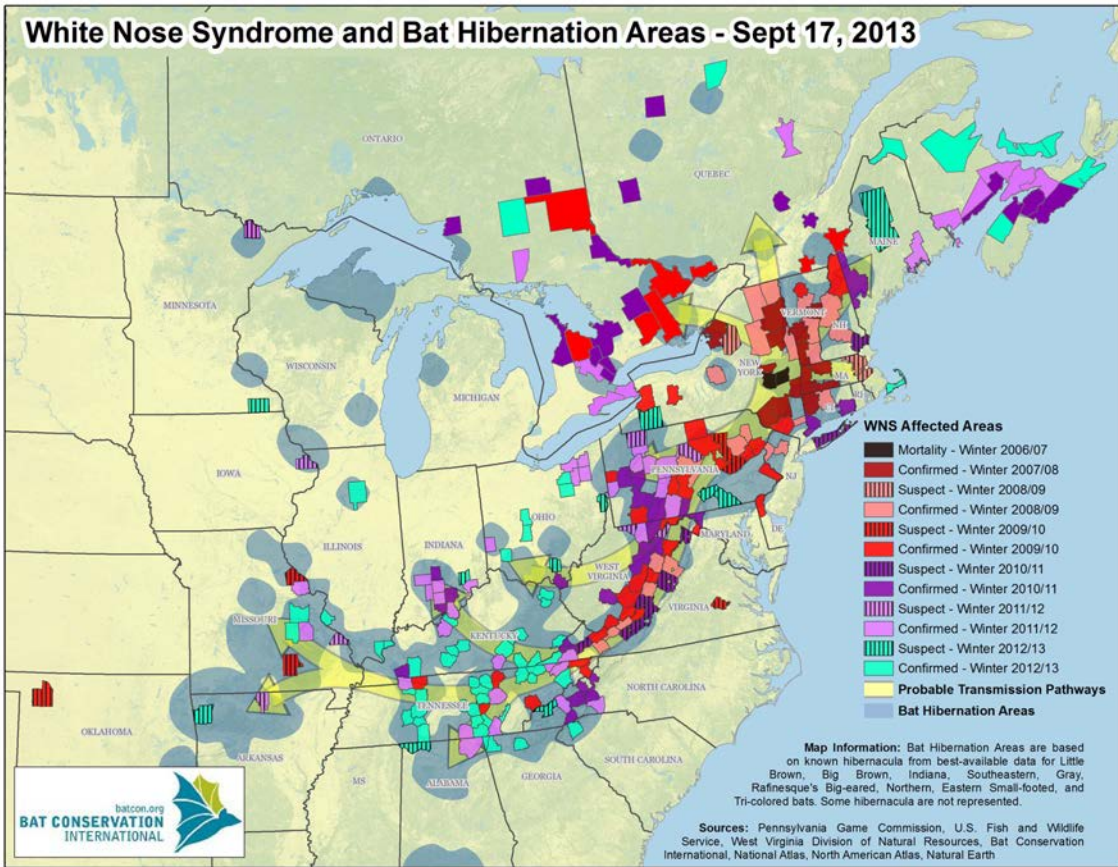 White Nose Syndrome and Bat Hibernation Areas - Sept 17, 2013
ONTARIO
QUEBEC
MAINE
MINNESOTA
VERMONT
NH
WISCONSIN
MICHIGAN
NEW
YORK
MA
CT
RI
IOWA
PENNSYLVANIA
NJ
OHIO
ILLINOIS
INDIANA
MARYLAND
DE
WEST
VIRGINIA
VIRGINIA
MISSOURI
KENTUCKY
NORTH CAROLINA
TENNESSEE
OKLAHOMA
ARKANSAS
MS
ALABAMA
GEORGIA
SOUTH CAROLINA
WNS Affected Areas
Mortality - Winter 2006/07
Confirmed - Winter 2007/08
Suspect - Winter 2008/09
Confirmed - Winter 2008/09
Suspect - Winter 2009/10
Confirmed - Winter 2009/10
Suspect - Winter 2010/11
Confirmed - Winter 2010/11
Suspect - Winter 2011/12
Confirmed - Winter 2011/12
Suspect - Winter 2012/13
Confirmed - Winter 2012/13
Probable Transmission Pathways
Bat Hibernation Areas
Map Information: Bat Hibernation Areas are based
on known hibernacula from best-available data for Little
Brown, Big Brown, Indiana, Southeastern, Gray,
Rafinesque's Big-eared, Northern, Eastern Small-footed, and
Tri-colored bats. Some hibernacula are not represented.
Sources: Pennsylvania Game Commission, U.S. Fish and Wildlife
Service, West Virginia Division of Natural Resources, Bat Conservation
International, National Atlas, North American Atlas, Natural Earth
batcon.org
BAT CONSERVATION
INTERNATIONAL